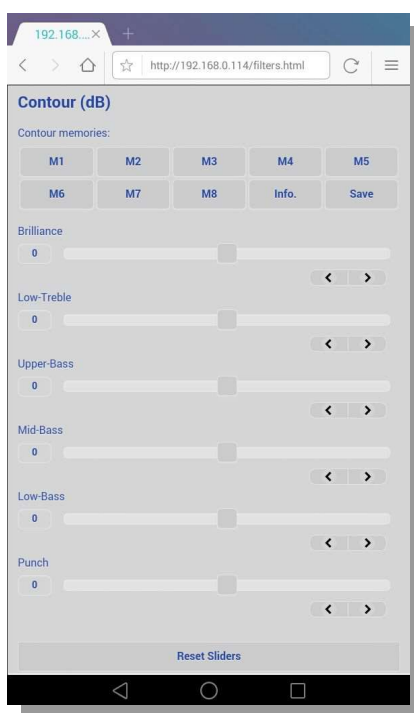 192.168....
http://192.168.0.114/filters.html
Contour (dB)
Contour memories:
M1 M2 M3 M4 M5
M6 M7 M8 Info. Save
Brilliance
0
Low-Treble
0
Upper-Bass
0
Mid-Bass
0
Low-Bass
0
Punch
0
Reset Sliders